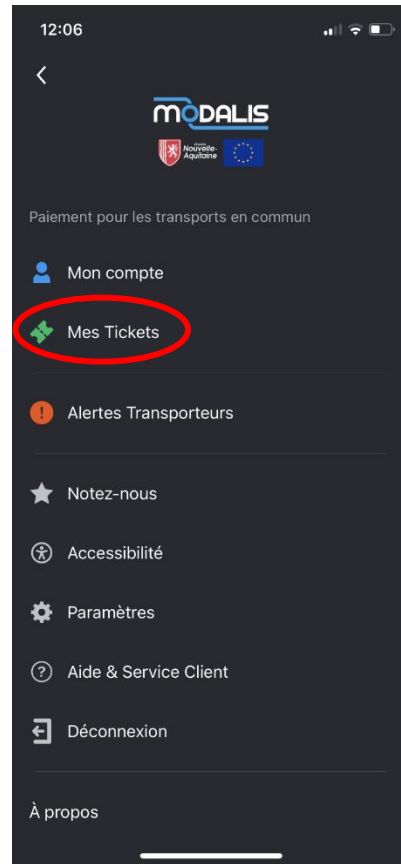 12:06
MODALIS
Nouvelle-
Aquitaine
Paiement pour les transports en commun
Mon compte
Mes Tickets
Alertes Transporteurs
Notez-nous
Accessibilité
Paramètres
Aide & Service Client
Déconnexion
À propos